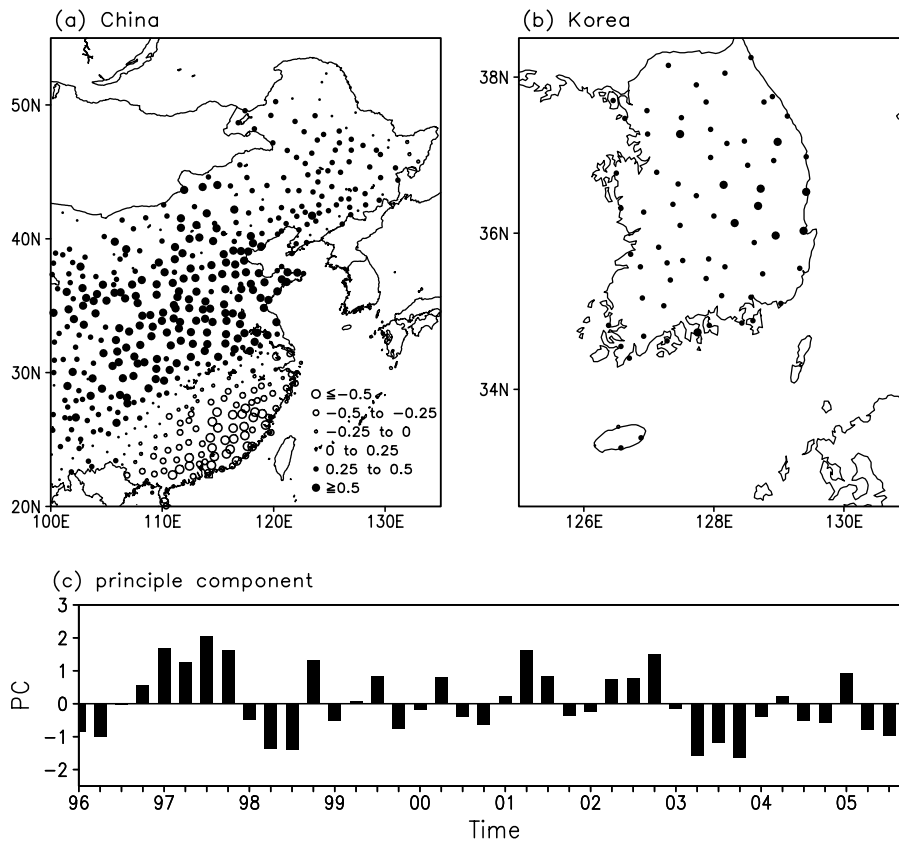 (a) China
(b) Korea
50N
40N
30N
20N
100E
110E
120E
130E
≦-0.5
-0.5 to -0.25
-0.25 to 0
0 to 0.25
0.25 to 0.5
≧0.5
38N
36N
34N
126E
128E
130E
(c) principle component
PC
3
2
1
0
-1
-2
96
97
98
99
00
01
02
03
04
05
Time